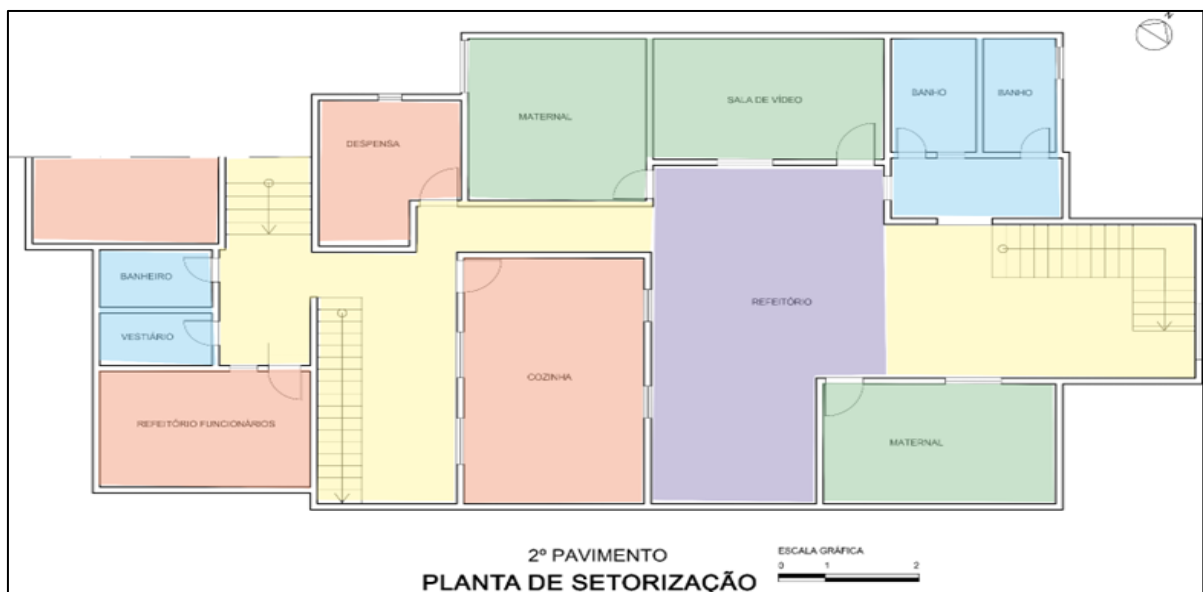 N
MATERNAL
SALA DE VÍDEO
BANHO
BANHO
DESPENSA
BANHEIRO
VESTIÁRIO
REFEITÓRIO FUNCIONÁRIOS
COZINHA
REFEITÓRIO
MATERNAL
2º PAVIMENTO
PLANTA DE SETORIZAÇÃO
ESCALA GRÁFICA
0 1 2